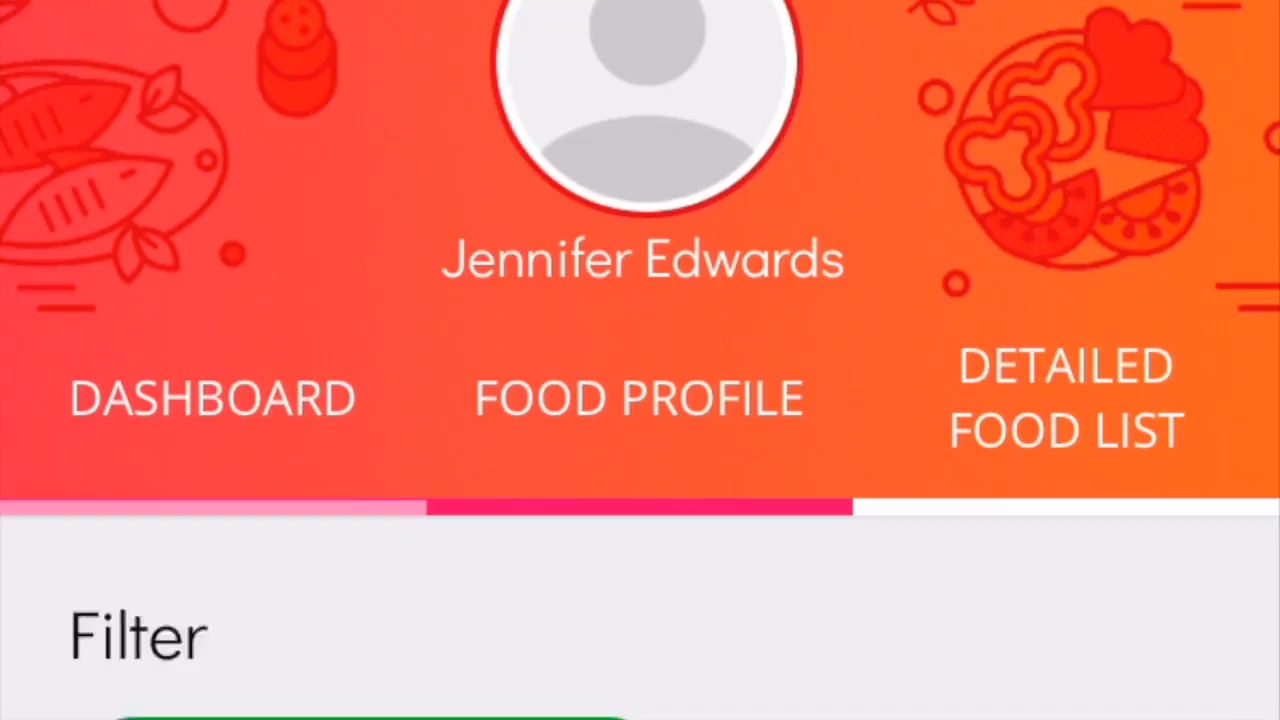 Jennifer Edwards
DASHBOARD
FOOD PROFILE
DETAILED
FOOD LIST
Filter